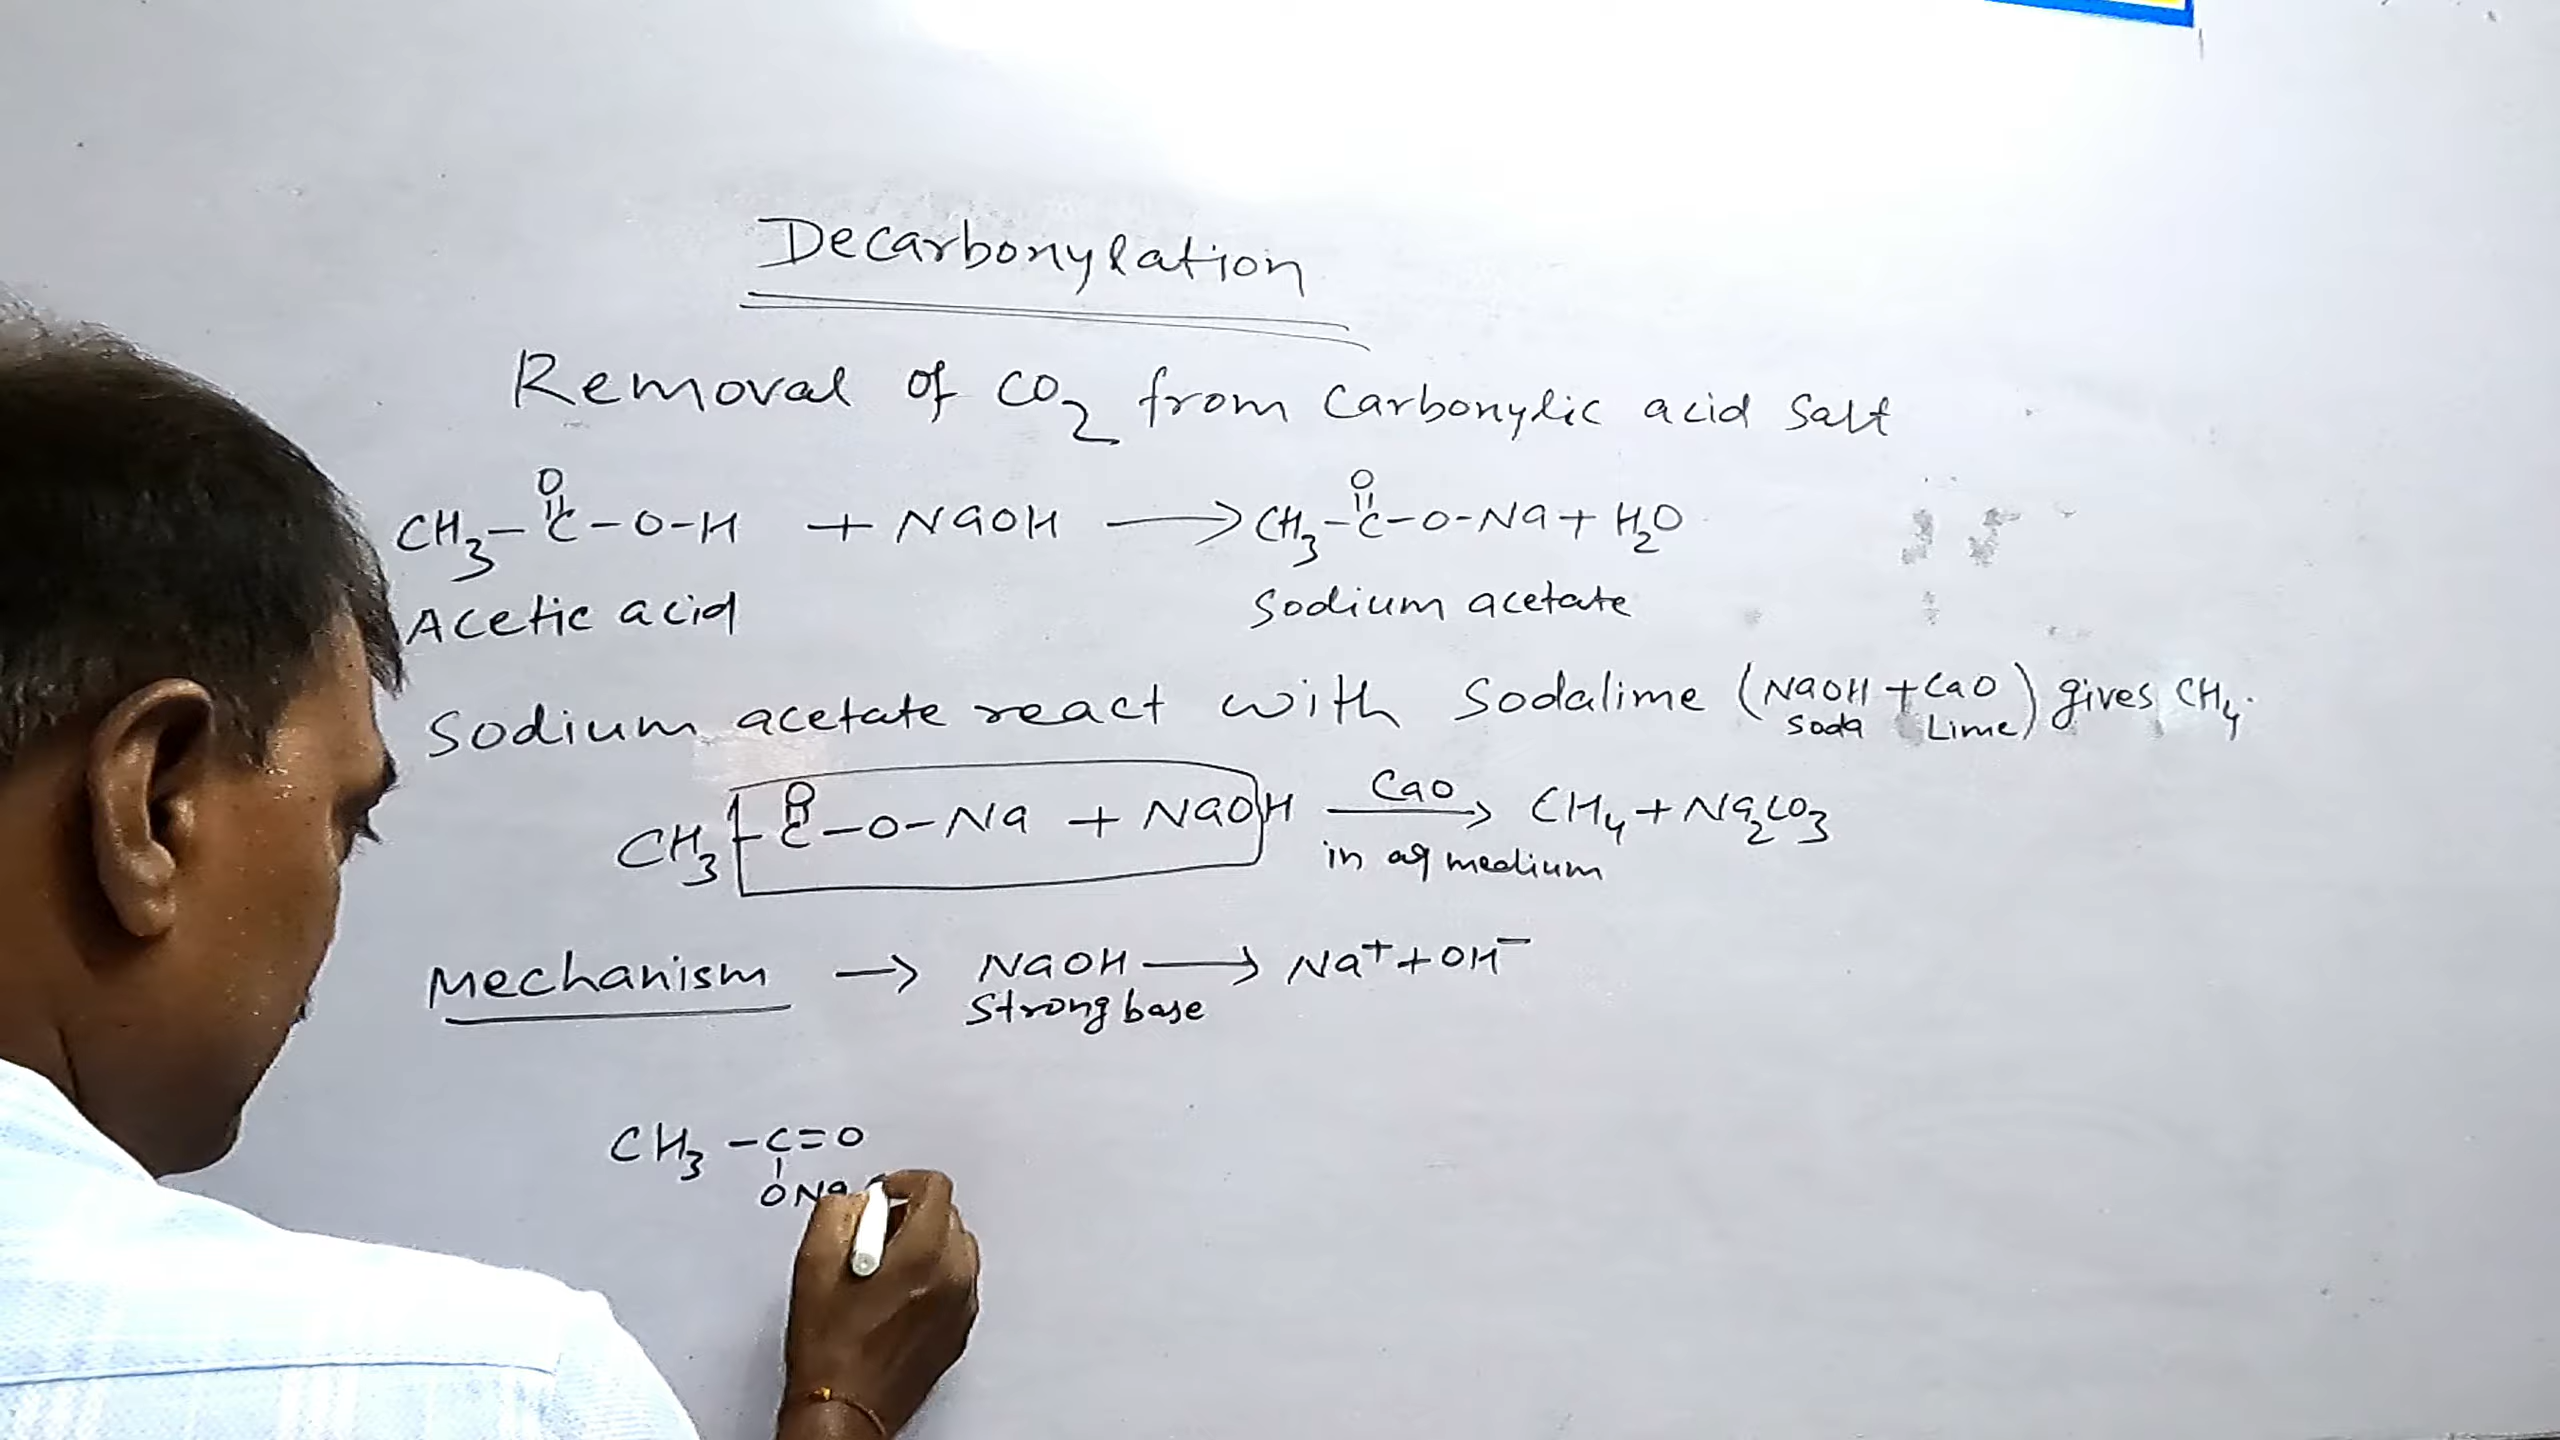 Decarbonylation
Removal of CO2 from Carbonylic acid Salt
O
CH3-C-O-H + NaOH → CH3-C-O-Na + H2O
Acetic acid Sodium acetate
Sodium acetate react with Sodalime (NaOH + CaO) gives CH4.
Soda Lime
CH3-C-O-Na + NaOH CaO → CH4 + Na2CO3
O
in aq medium
Mechanism → NaOH → Na+ + OH-
Strong base
CH3-C=O
ONa